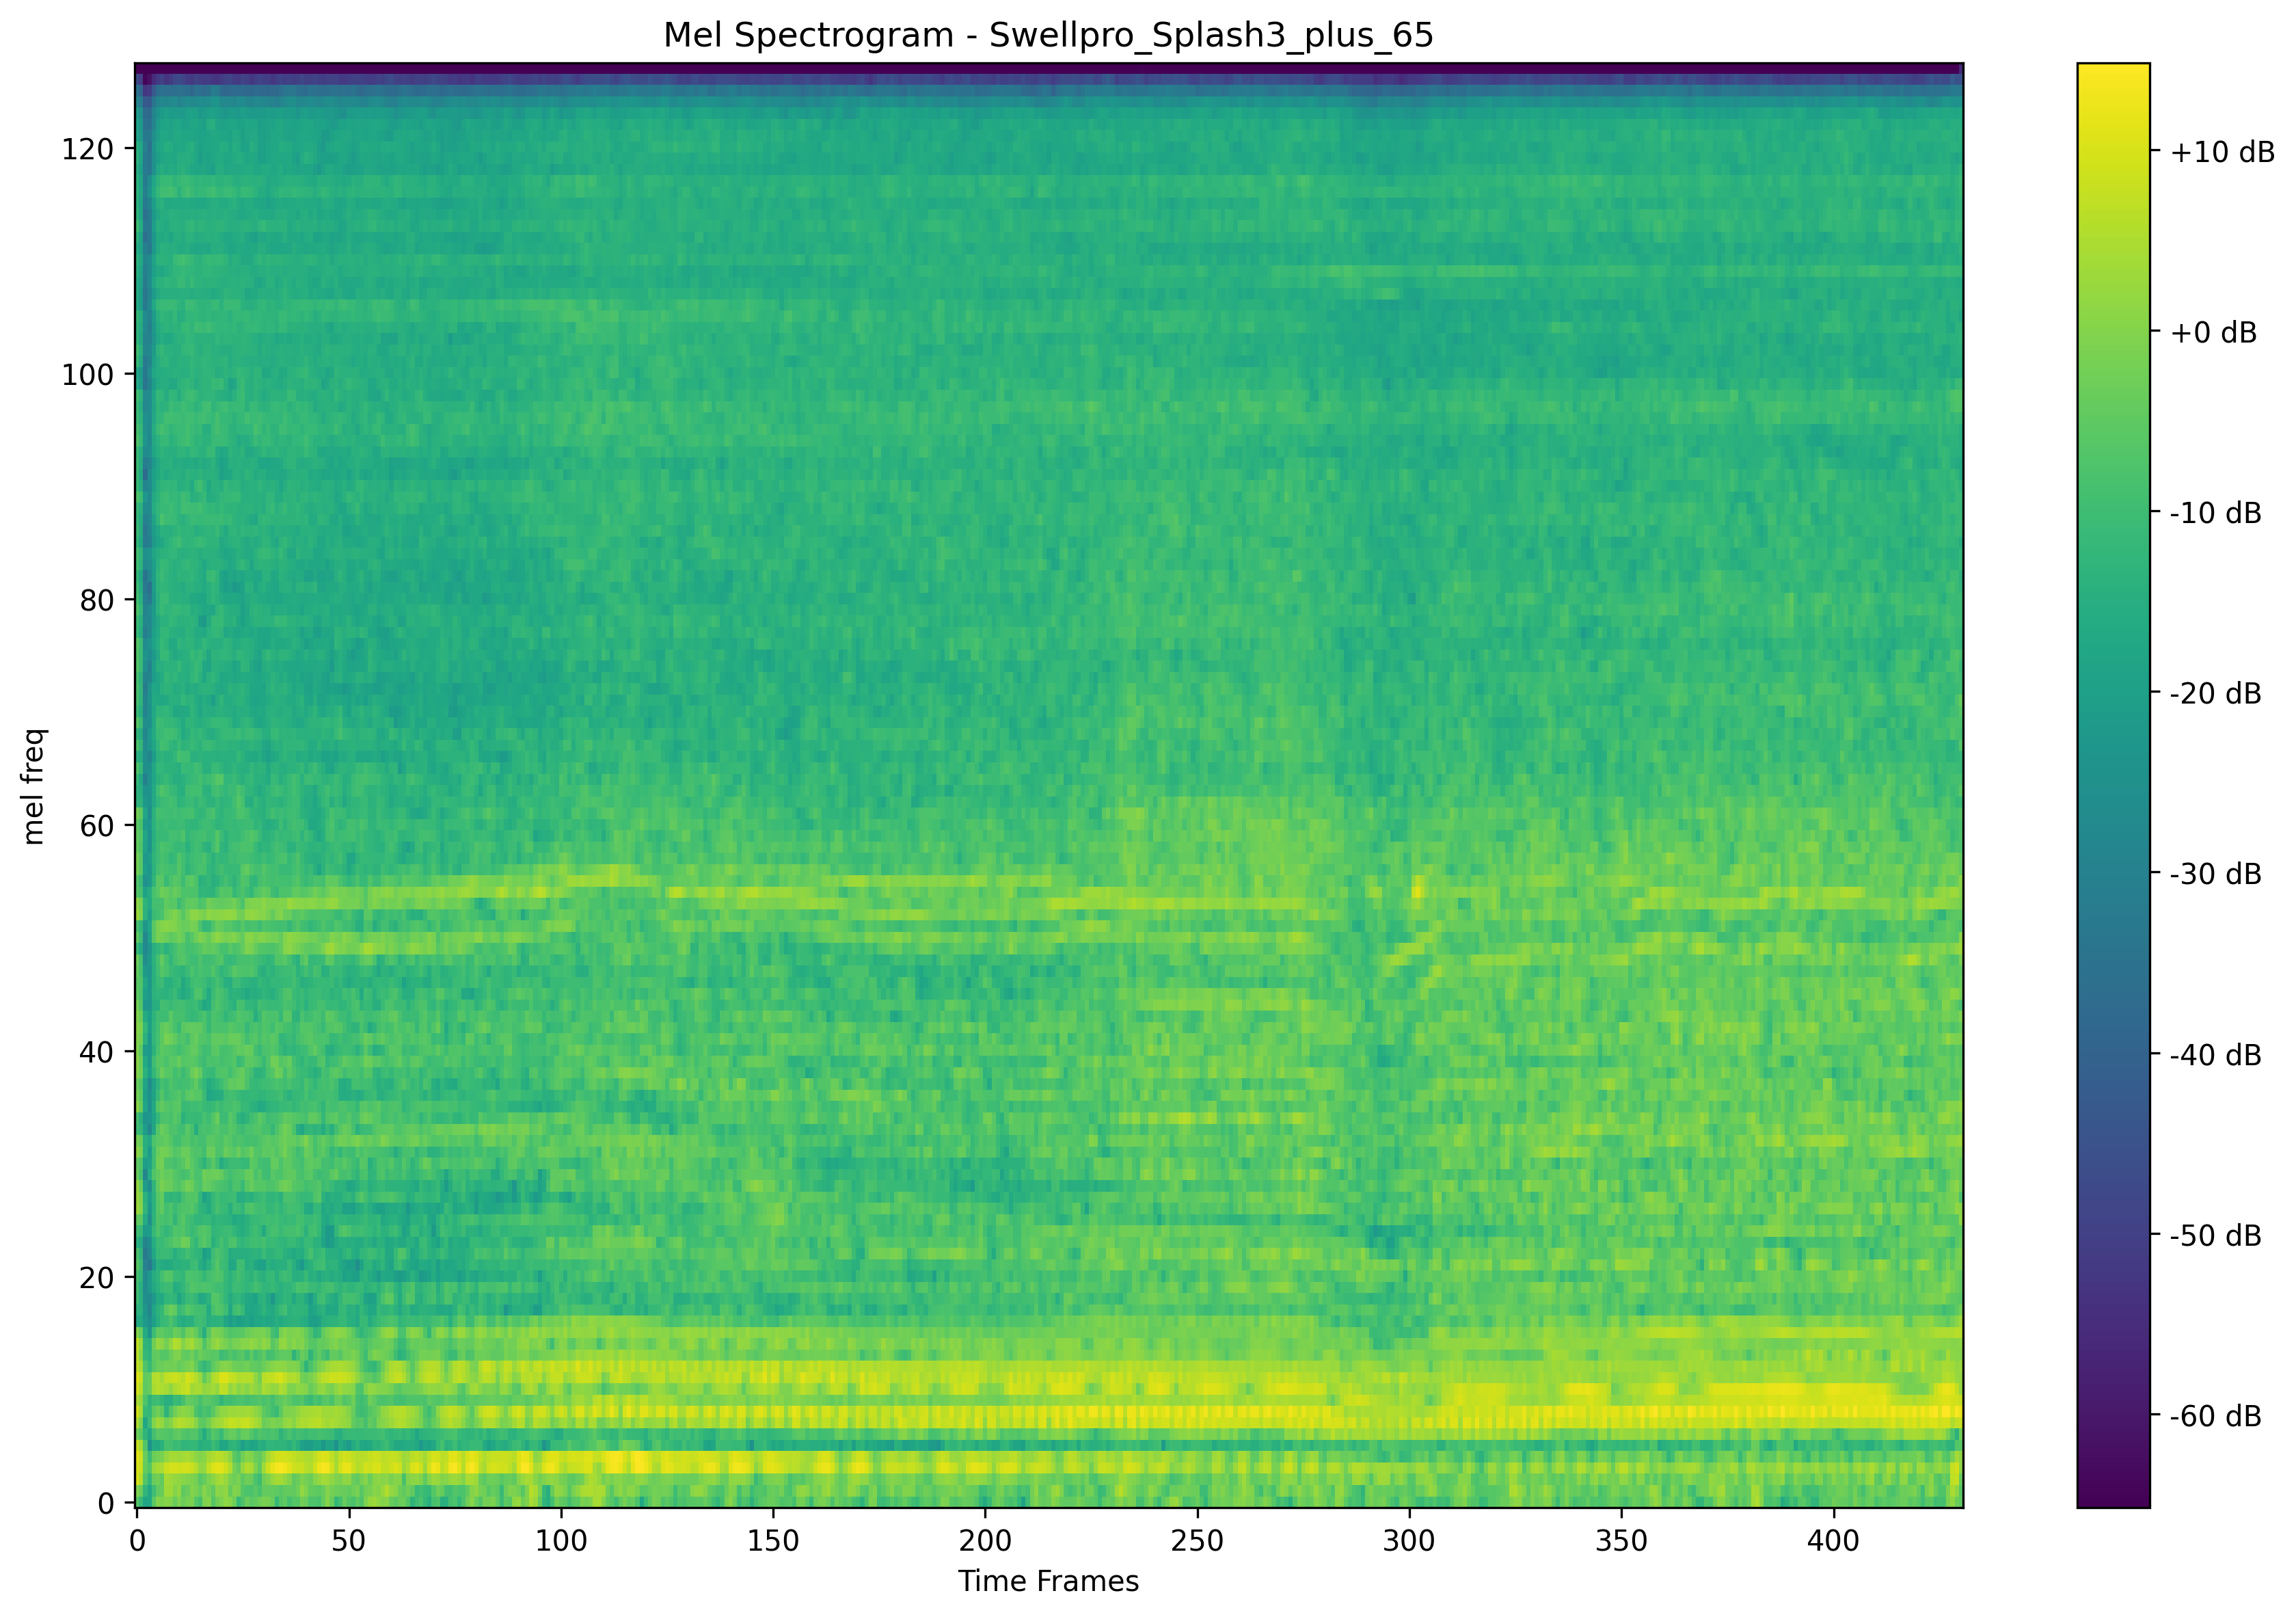 Mel Spectrogram - Swellpro_Splash3_plus_65
mel freq
120
100
80
60
40
20
0
0 50 100 150 200 250 300 350 400
Time Frames
+10 dB
+0 dB
-10 dB
-20 dB
-30 dB
-40 dB
-50 dB
-60 dB